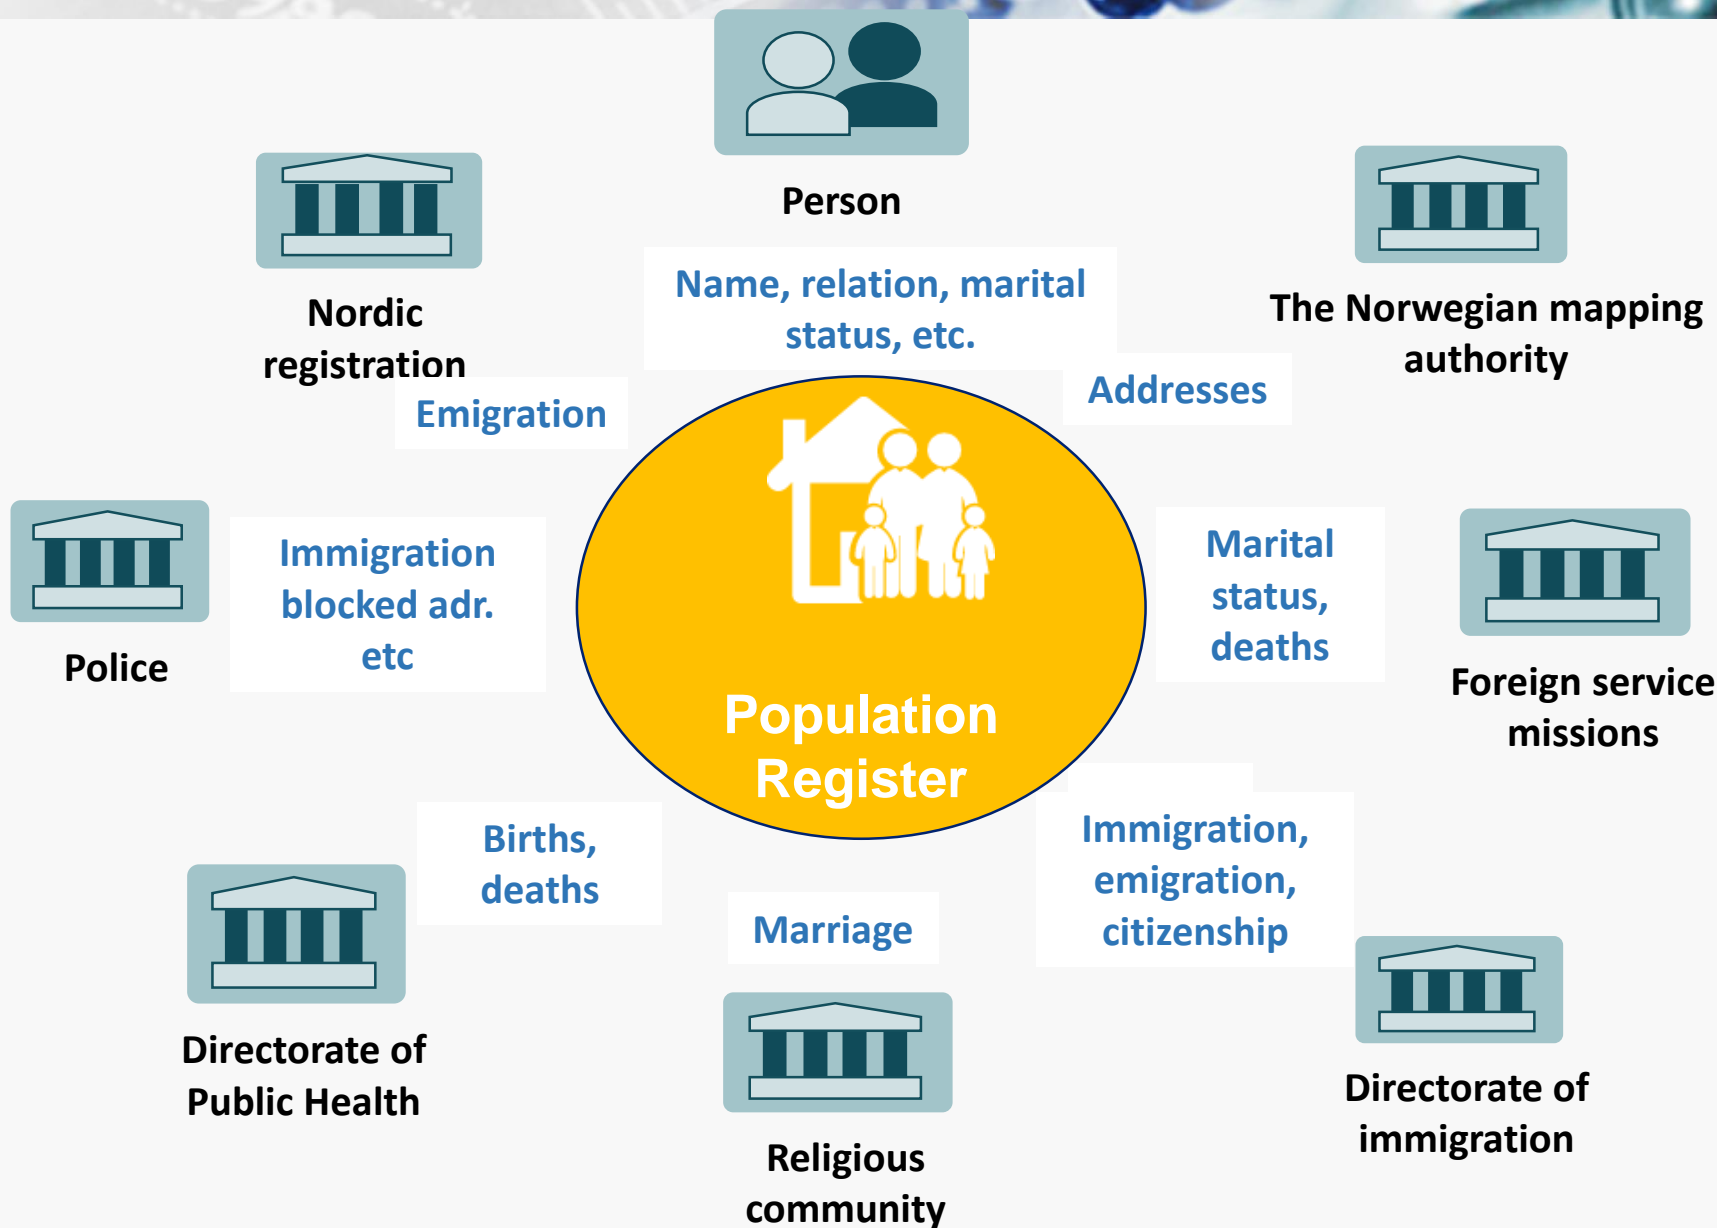 Person
Name, relation, marital
status, etc.
Nordic
registration
Emigration
The Norwegian mapping
authority
Addresses
Police
Immigration
blocked adr.
etc
Population
Register
Marital
status,
deaths
Foreign service
missions
Births,
deaths
Directorate of
Public Health
Marriage
Religious
community
Immigration,
emigration,
citizenship
Directorate of
immigration